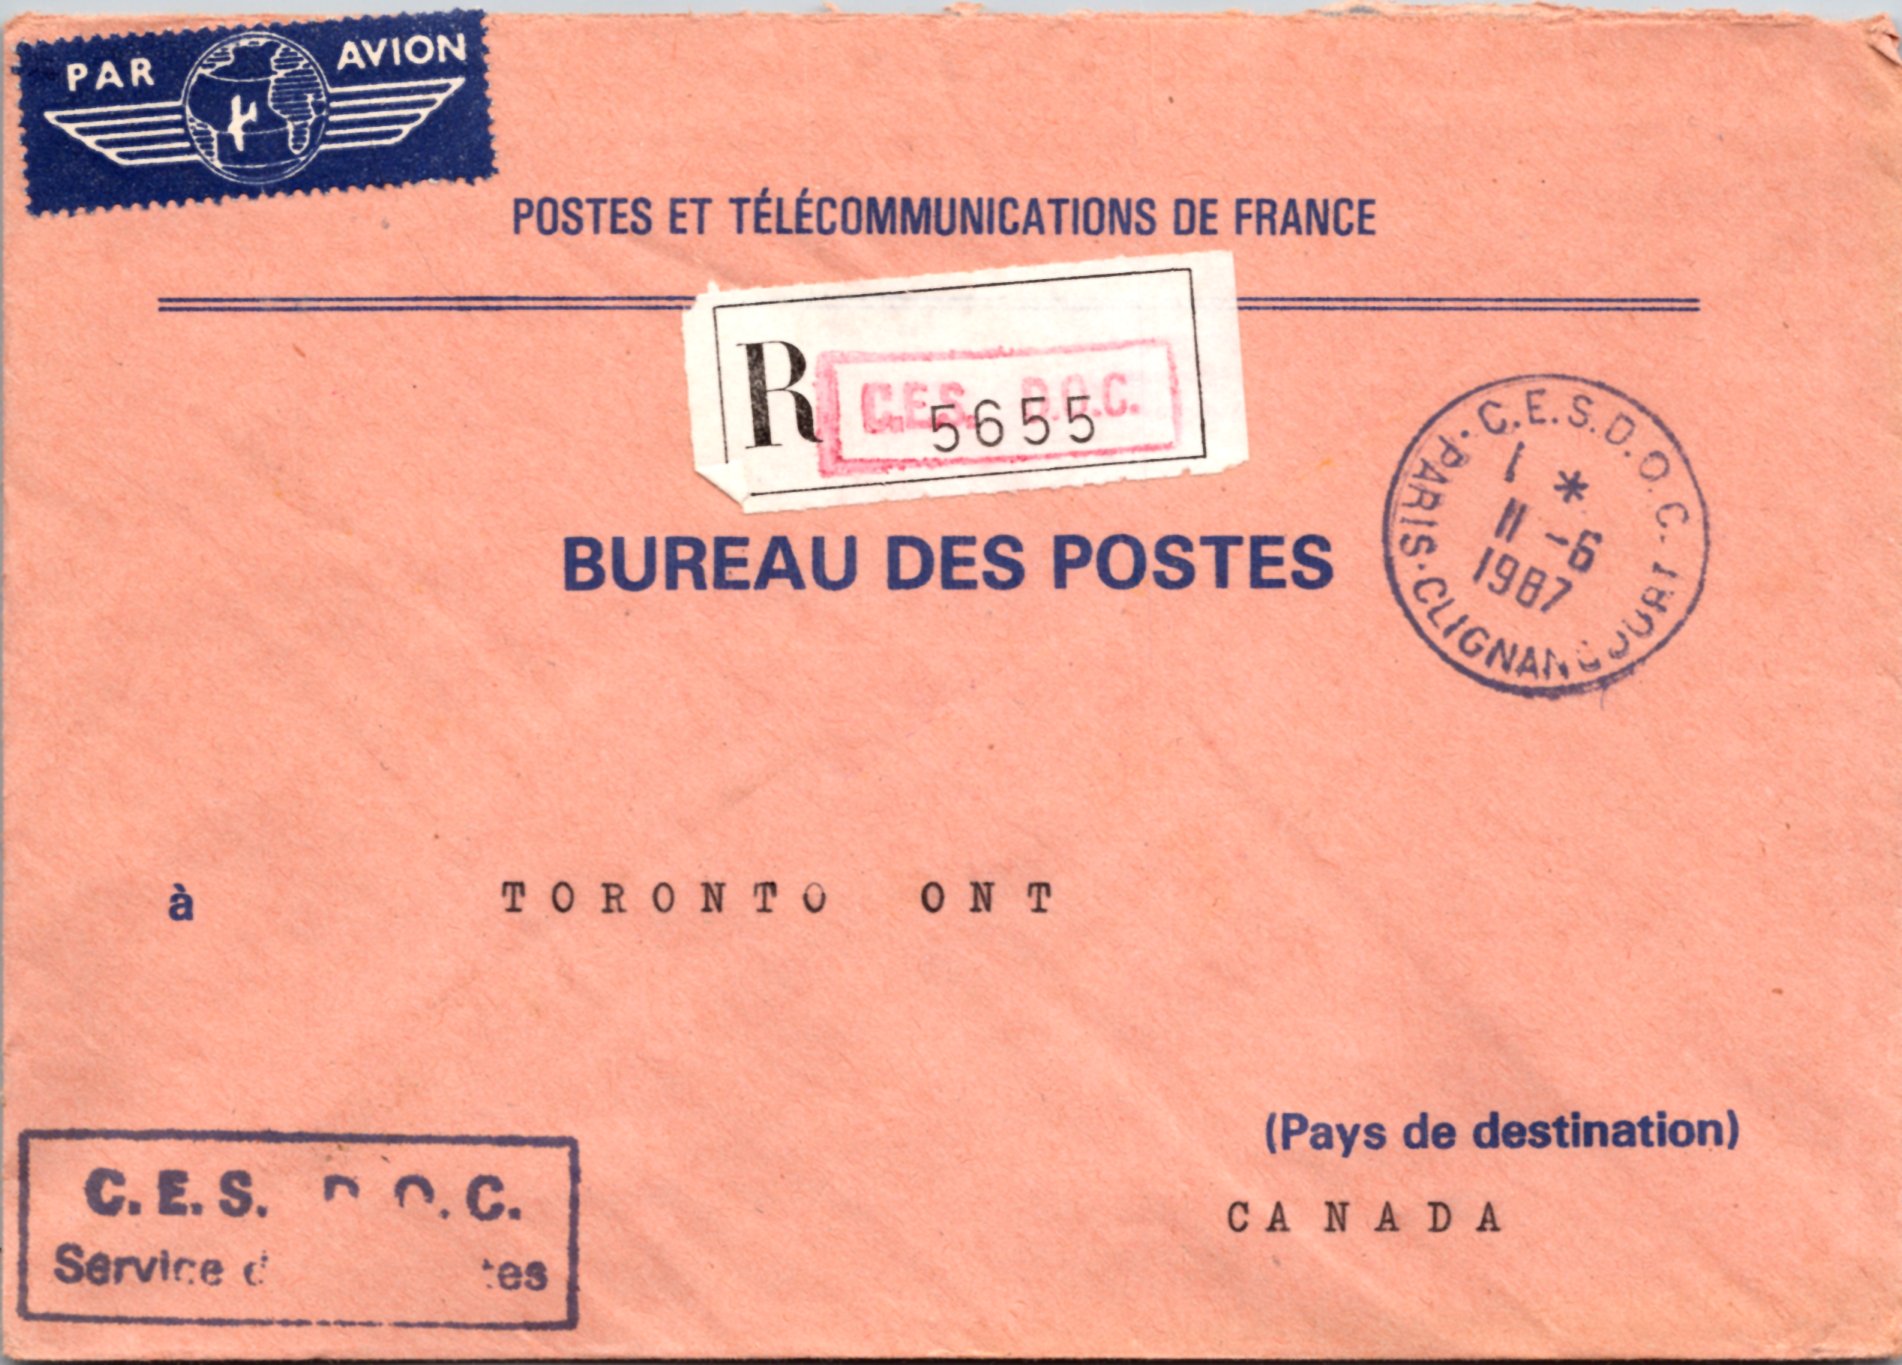 PAR AVION
POSTES ET TÉLÉCOMMUNICATIONS DE FRANCE
R C.E.S. D.O.C.
5655
BUREAU DES POSTES
C.E.S.D.O.C.
PARIS·CLIGNANCOURT
1 *
11 -6
1987
à TORONTO ONT
(Pays de destination)
CANADA
C.E.S. D.O.C.
Service